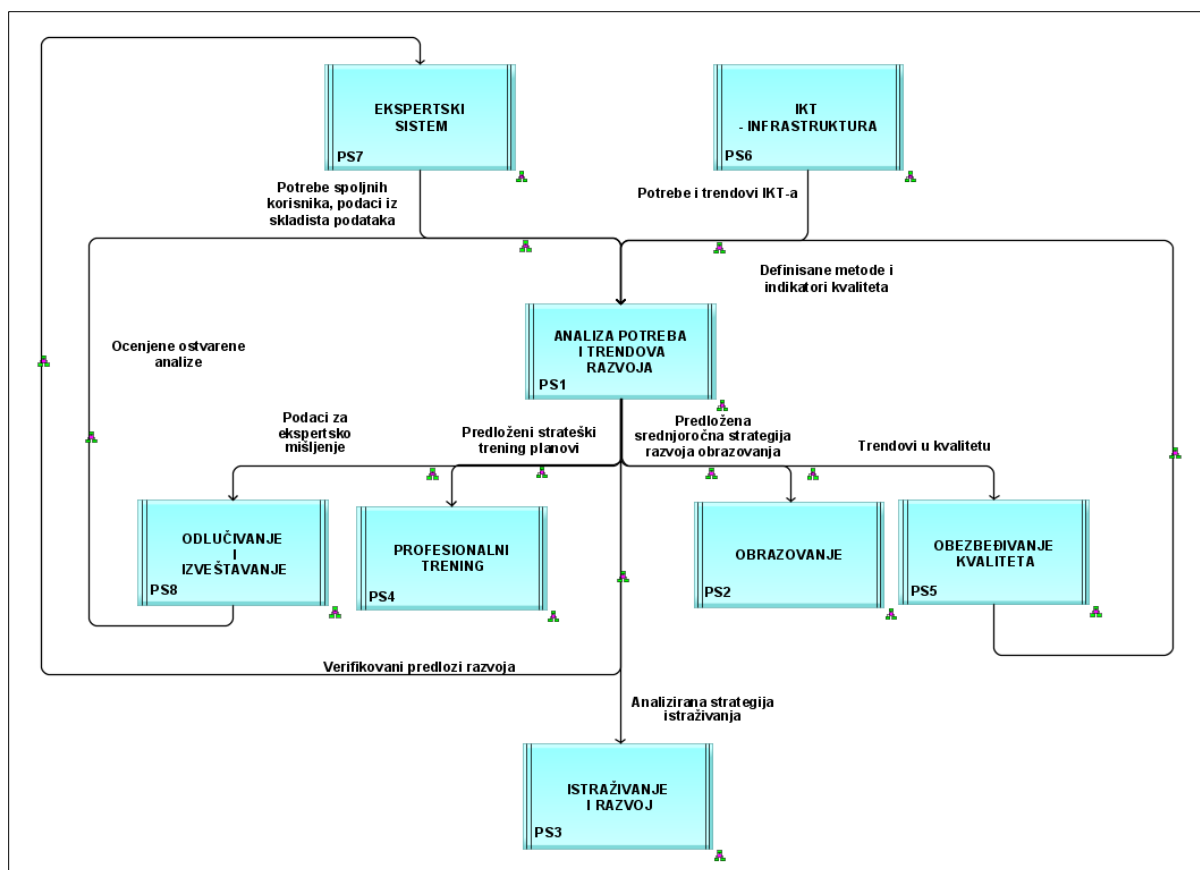 EKSPERTSKI
SISTEM
PS7
IKT
- INFRASTRUKTURA
PS6
Potrebe spoljnih
korisnika, podaci iz
skladista podataka
Potrebe i trendovi IKT-a
Definisane metode i
indikatori kvaliteta
Ocenjene ostvarene
analize
ANALIZA POTREBA
I TRENDOVA
RAZVOJA
PS1
Podaci za
ekspertsko
mišljenje
Predloženi strateški
trening planovi
Predložena
srednjoročna strategija
razvoja obrazovanja
Trendovi u kvalitetu
ODLUČIVANJE
I
IZVEŠTAVANJE
PS8
PROFESIONALNI
TRENING
PS4
OBRAZOVANJE
PS2
OBEZBEĐIVANJE
KVALITETA
PS5
Verifikovani predlozi razvoja
Analizirana strategija
istraživanja
ISTRAŽIVANJE
I RAZVOJ
PS3